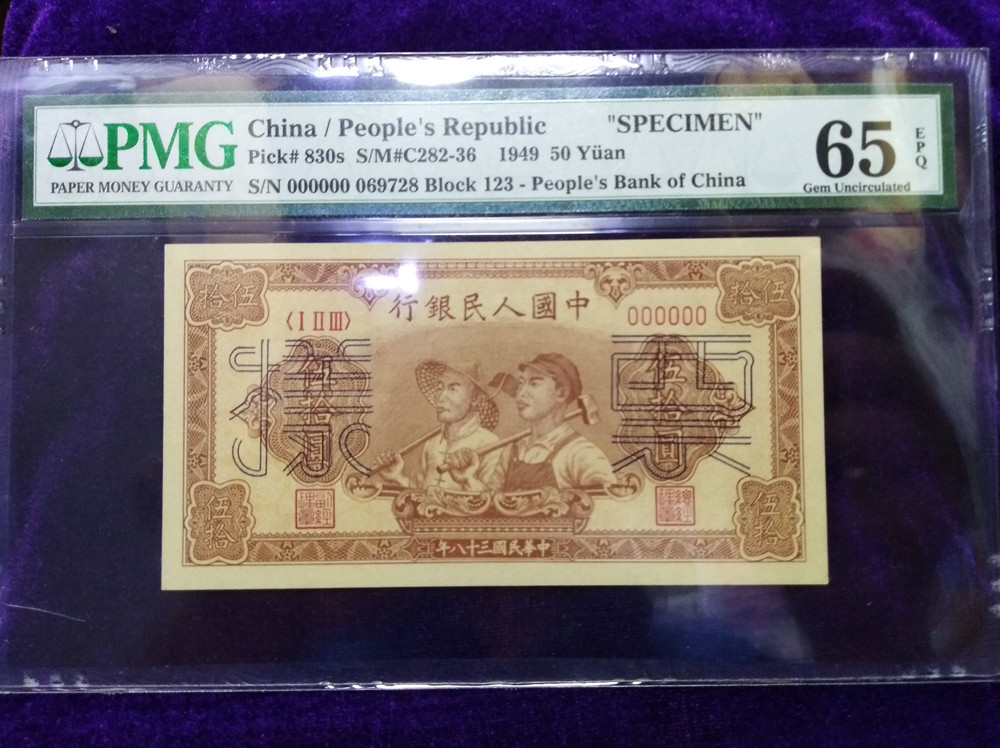 PMG
PAPER MONEY GUARANTY
China / People's Republic "SPECIMEN"
Pick# 830s S/M#C282-36 1949 50 Yüan
S/N 000000 069728 Block 123 - People's Bank of China
65 EPQ
Gem Uncirculated
伍拾
伍拾
行銀民人國中
〈I II III〉
000000
樣
票
伍拾圓
伍拾圓
伍拾
伍拾
年八十三國民華中